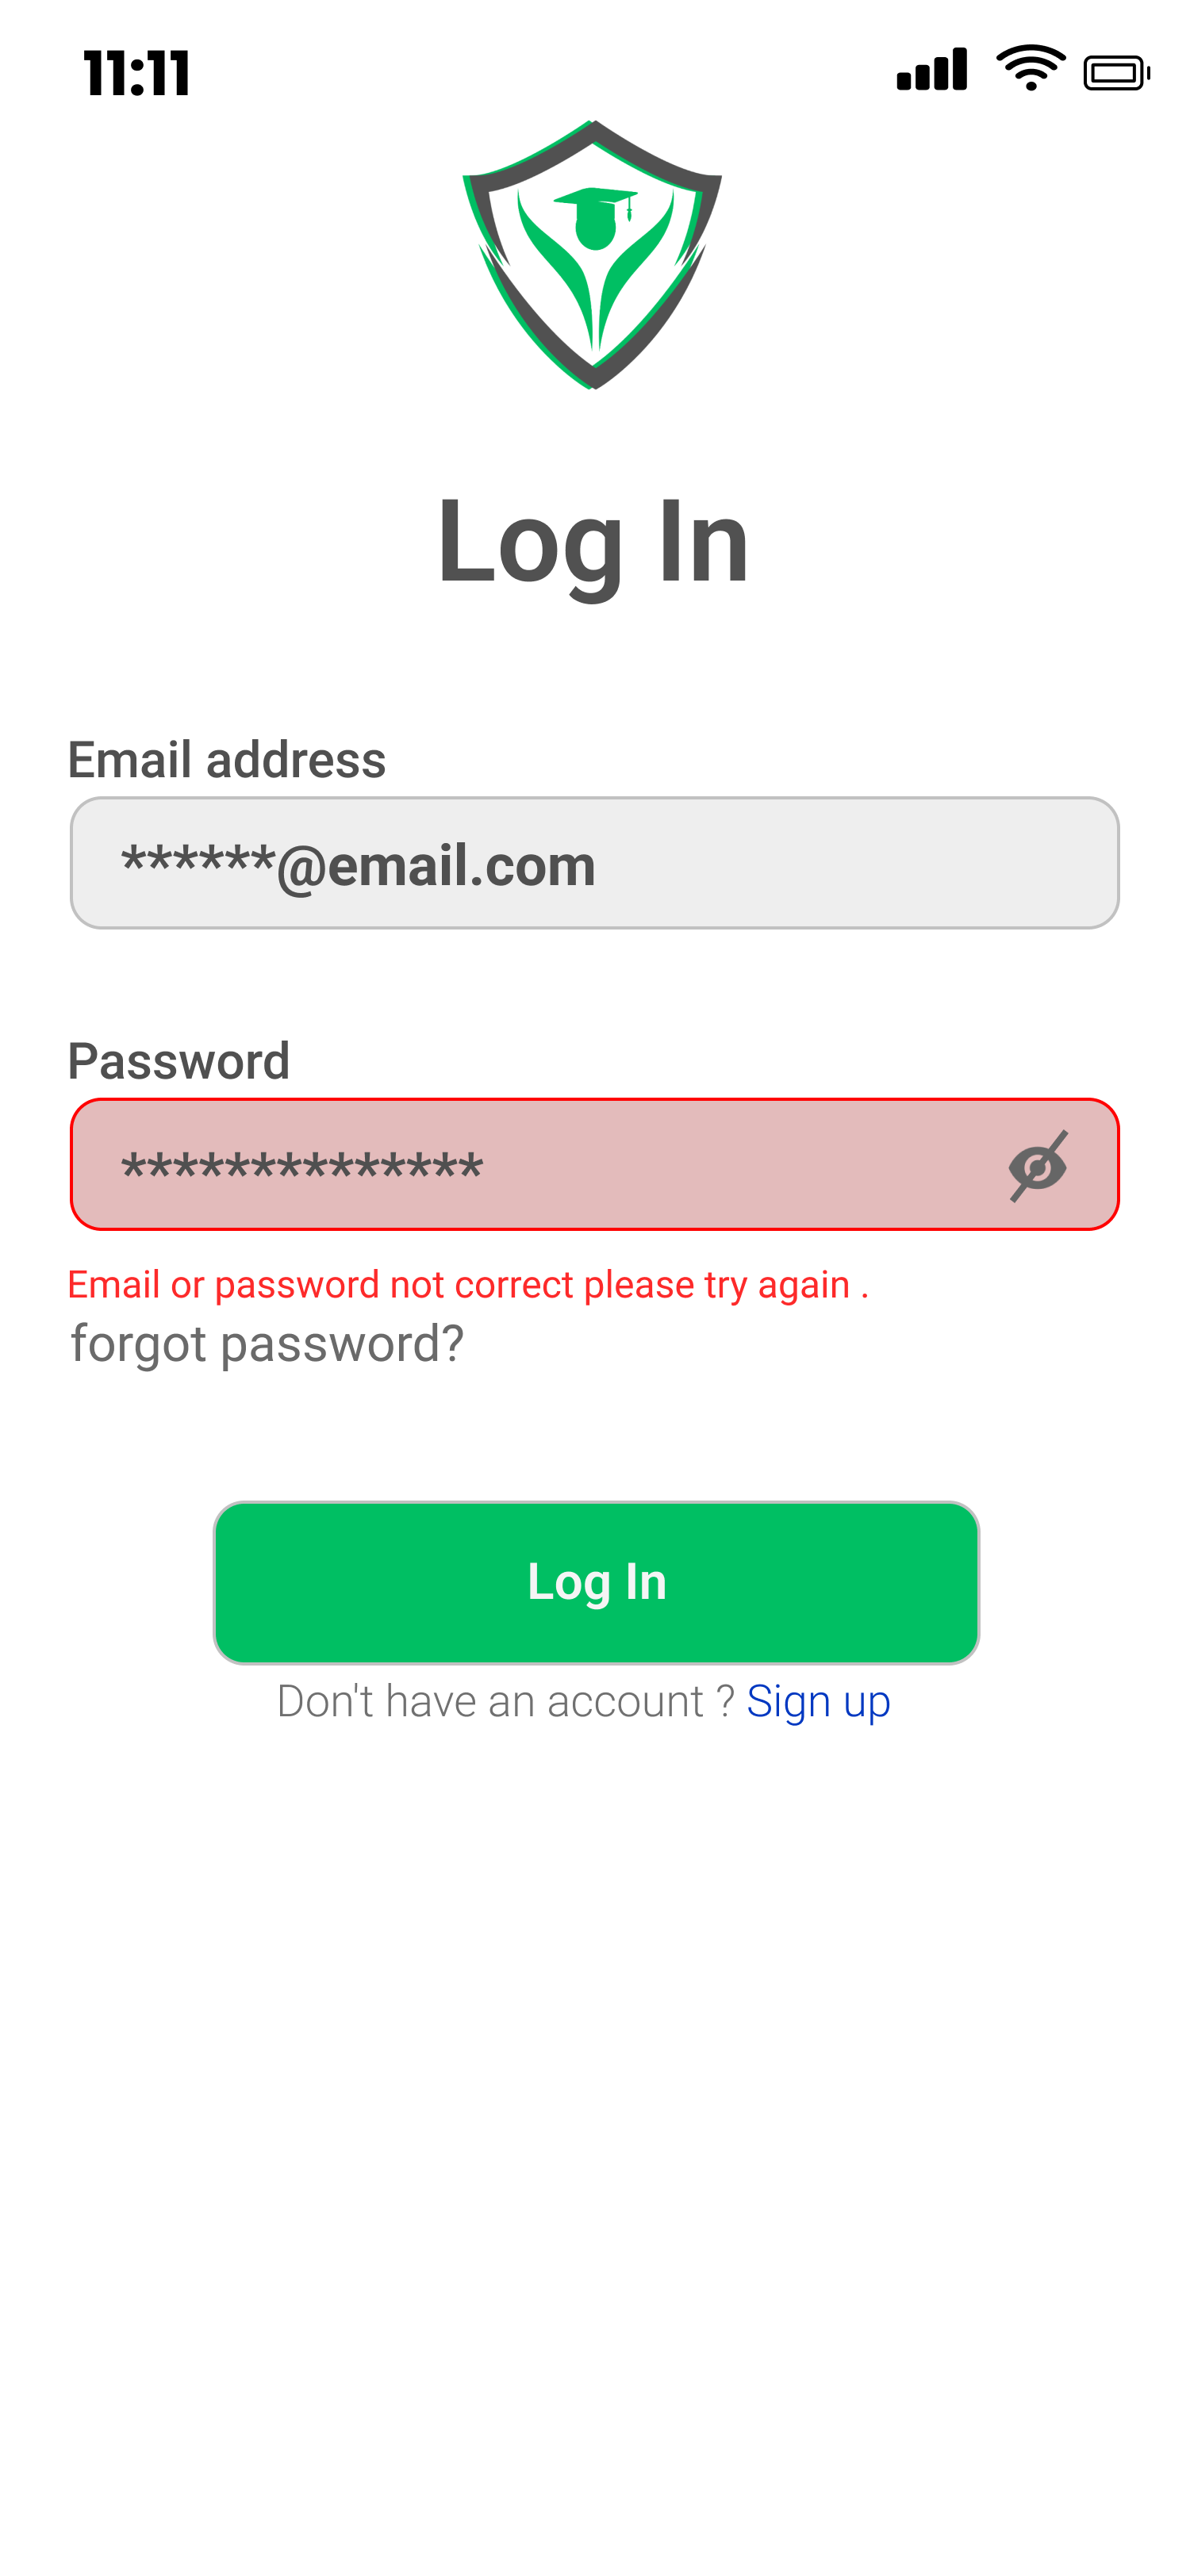 11:11
Log In
Email address
******@email.com
Password
**************
Email or password not correct please try again .
forgot password?
Log In
Don't have an account ? Sign up